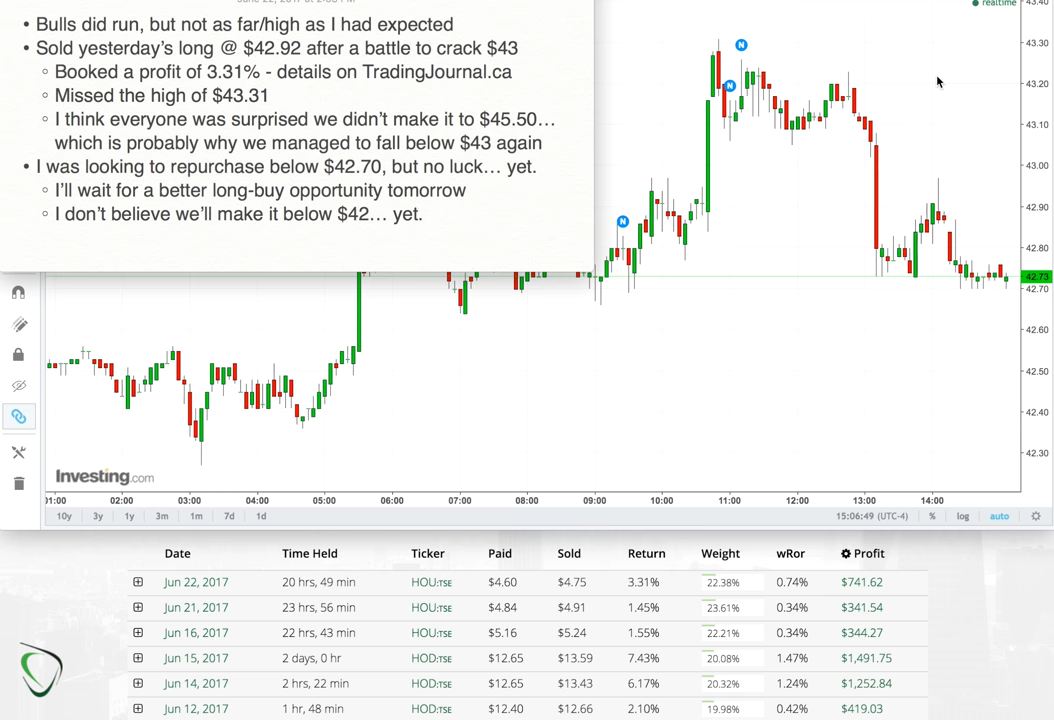 • Bulls did run, but not as far/high as I had expected
• Sold yesterday's long @ $42.92 after a battle to crack $43
◦ Booked a profit of 3.31% - details on TradingJournal.ca
◦ Missed the high of $43.31
◦ I think everyone was surprised we didn't make it to $45.50…
which is probably why we managed to fall below $43 again
• I was looking to repurchase below $42.70, but no luck… yet.
◦ I'll wait for a better long-buy opportunity tomorrow
◦ I don't believe we'll make it below $42… yet.
realtime
43.40
43.30
43.20
43.10
43.00
42.90
42.80
42.73
42.70
42.60
42.50
42.40
42.30
N
N
N
Investing.com
01:00 02:00 03:00 04:00 05:00 06:00 07:00 08:00 09:00 10:00 11:00 12:00 13:00 14:00
10y 3y 1y 3m 1m 7d 1d 15:06:49 (UTC-4) % log auto
Date Time Held Ticker Paid Sold Return Weight wRor Profit
Jun 22, 2017 20 hrs, 49 min HOU:TSE $4.60 $4.75 3.31% 22.38% 0.74% $741.62
Jun 21, 2017 23 hrs, 56 min HOU:TSE $4.84 $4.91 1.45% 23.61% 0.34% $341.54
Jun 16, 2017 22 hrs, 43 min HOU:TSE $5.16 $5.24 1.55% 22.21% 0.34% $344.27
Jun 15, 2017 2 days, 0 hr HOD:TSE $12.65 $13.59 7.43% 20.08% 1.47% $1,491.75
Jun 14, 2017 2 hrs, 22 min HOD:TSE $12.65 $13.43 6.17% 20.32% 1.24% $1,252.84
Jun 12, 2017 1 hr, 48 min HOD:TSE $12.40 $12.66 2.10% 19.98% 0.42% $419.03